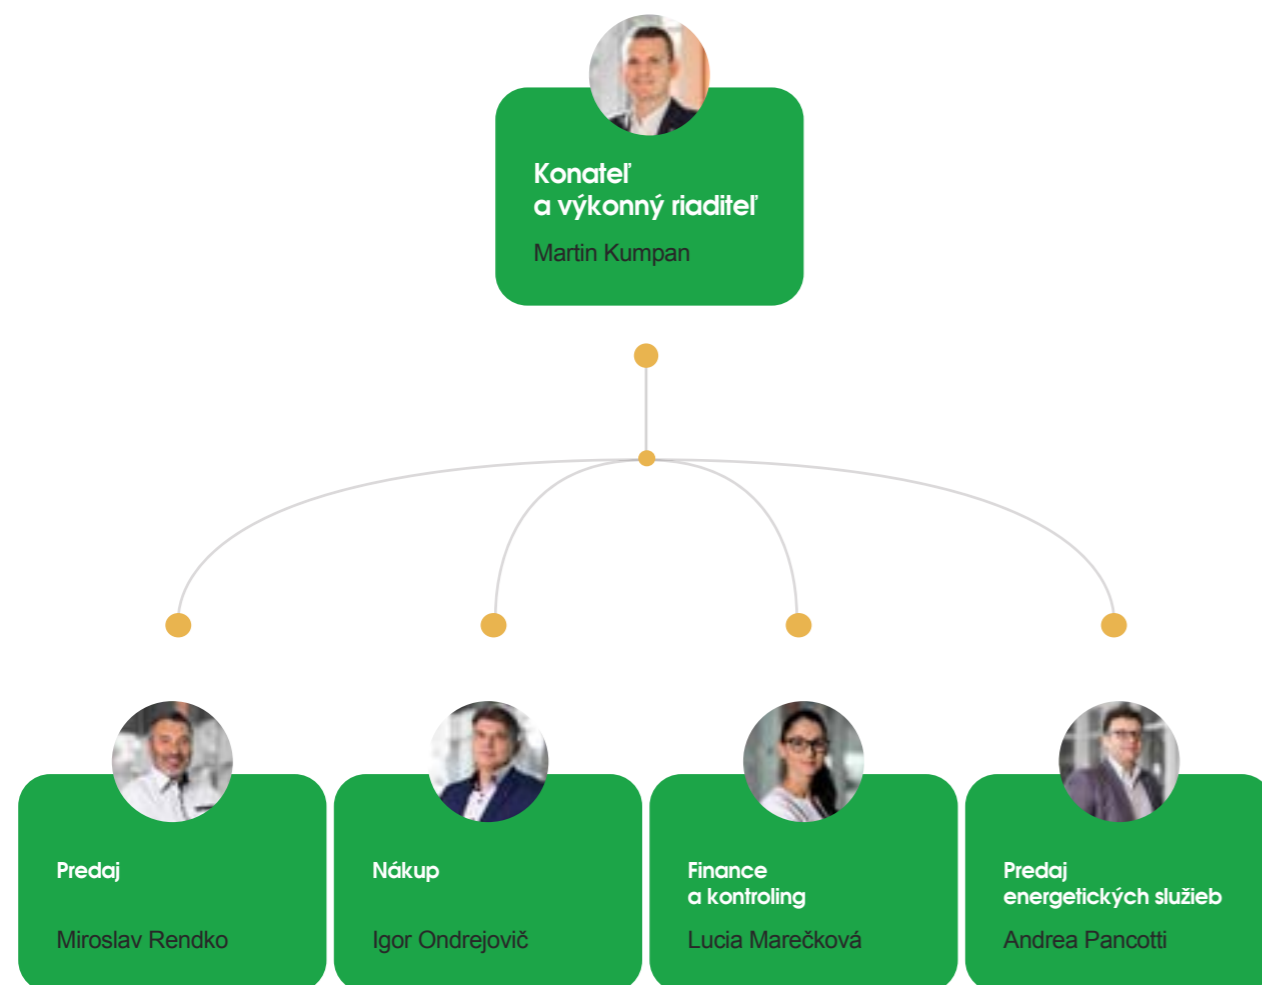 Konateľ
a výkonný riaditeľ
Martin Kumpan
Predaj
Miroslav Rendko
Nákup
Igor Ondrejovič
Finance
a kontroling
Lucia Marečková
Predaj
energetických služieb
Andrea Pancotti